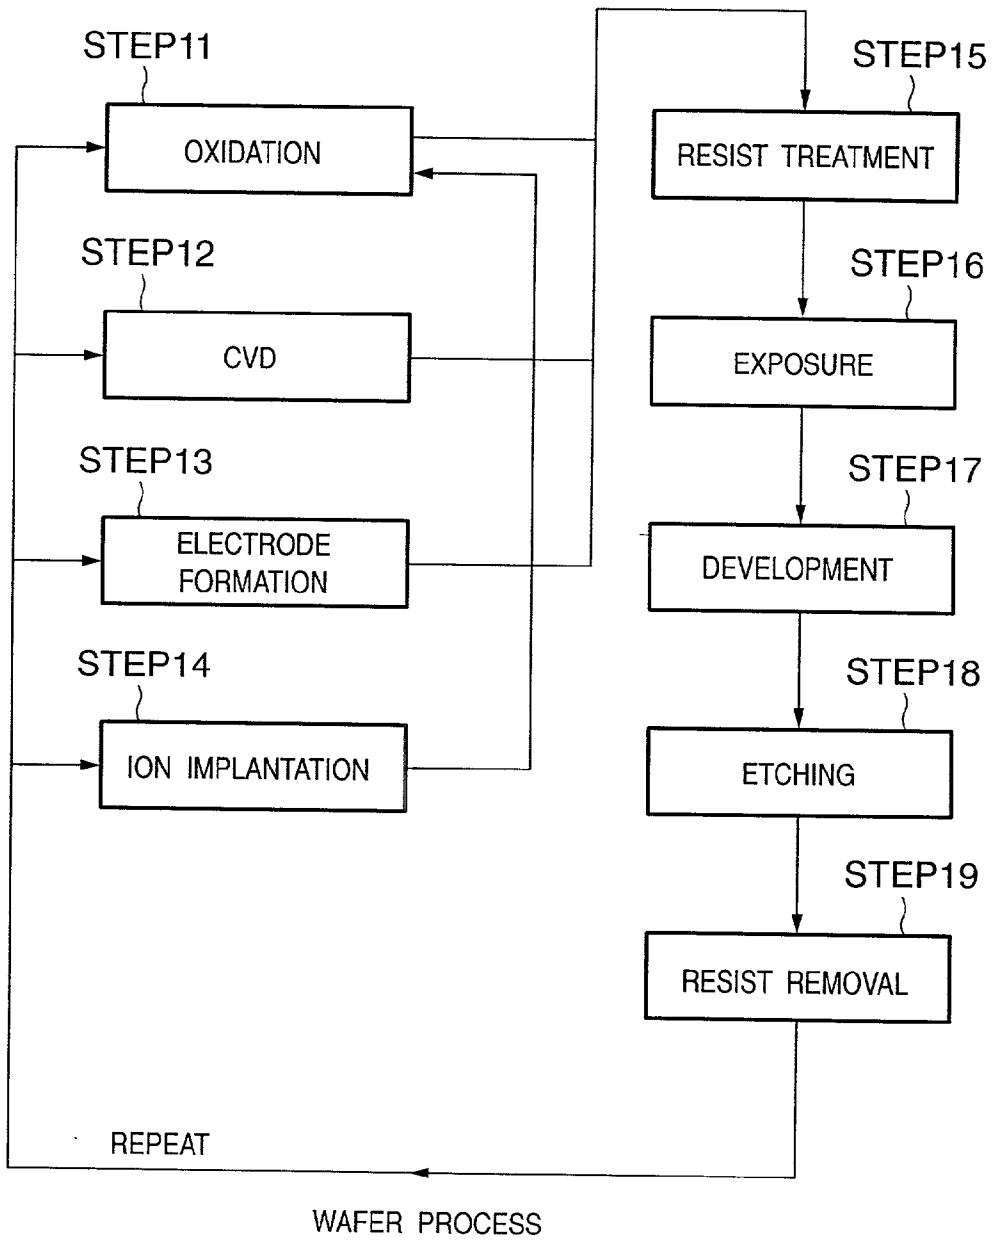 STEP11
OXIDATION
STEP12
CVD
STEP13
ELECTRODE
FORMATION
STEP14
ION IMPLANTATION
STEP15
RESIST TREATMENT
STEP16
EXPOSURE
STEP17
DEVELOPMENT
STEP18
ETCHING
STEP19
RESIST REMOVAL
REPEAT
WAFER PROCESS